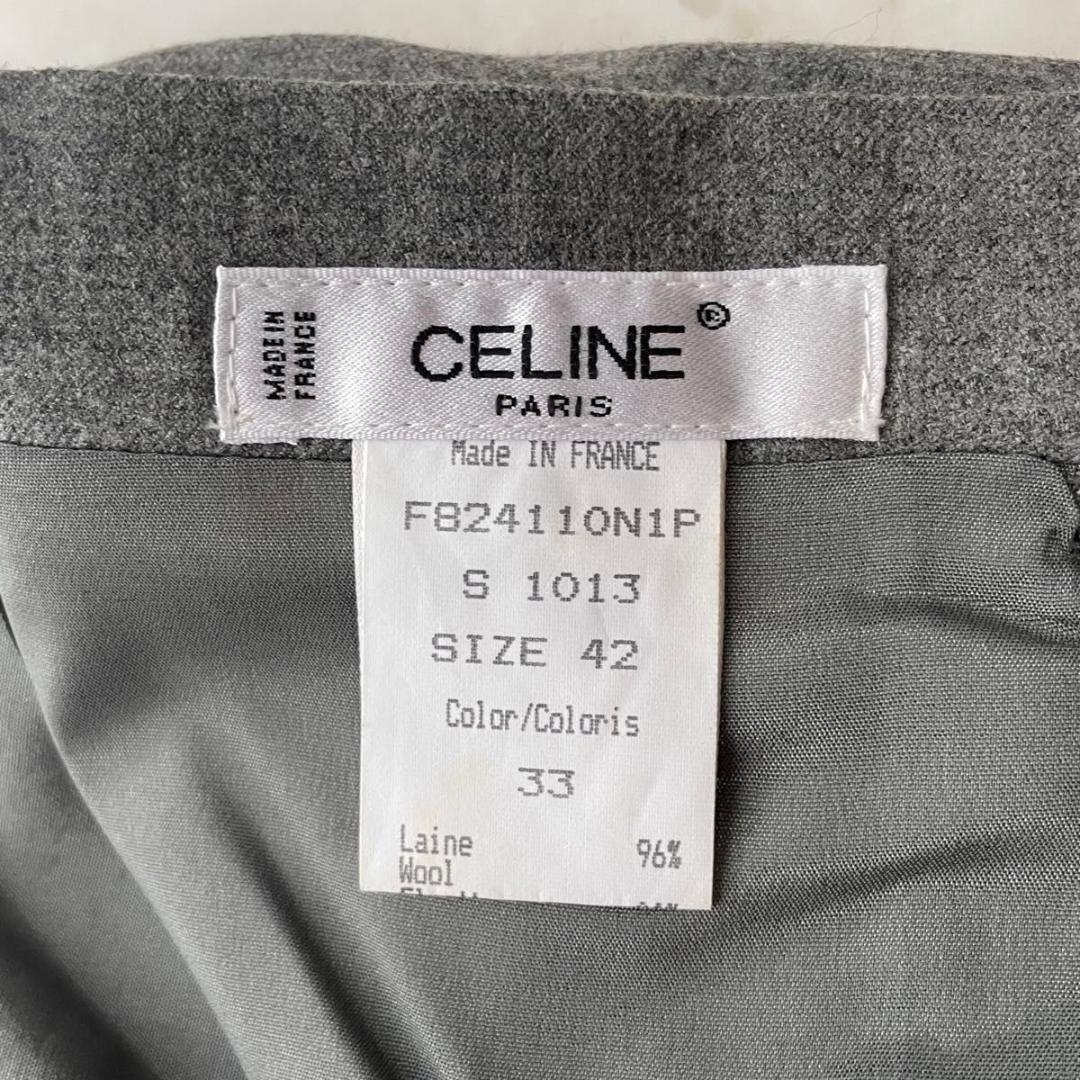 MADE IN
FRANCE
CELINE®
PARIS
Made IN FRANCE
F824110N1P
S 1013
SIZE 42
Color/Coloris
33
Laine 96%
Wool